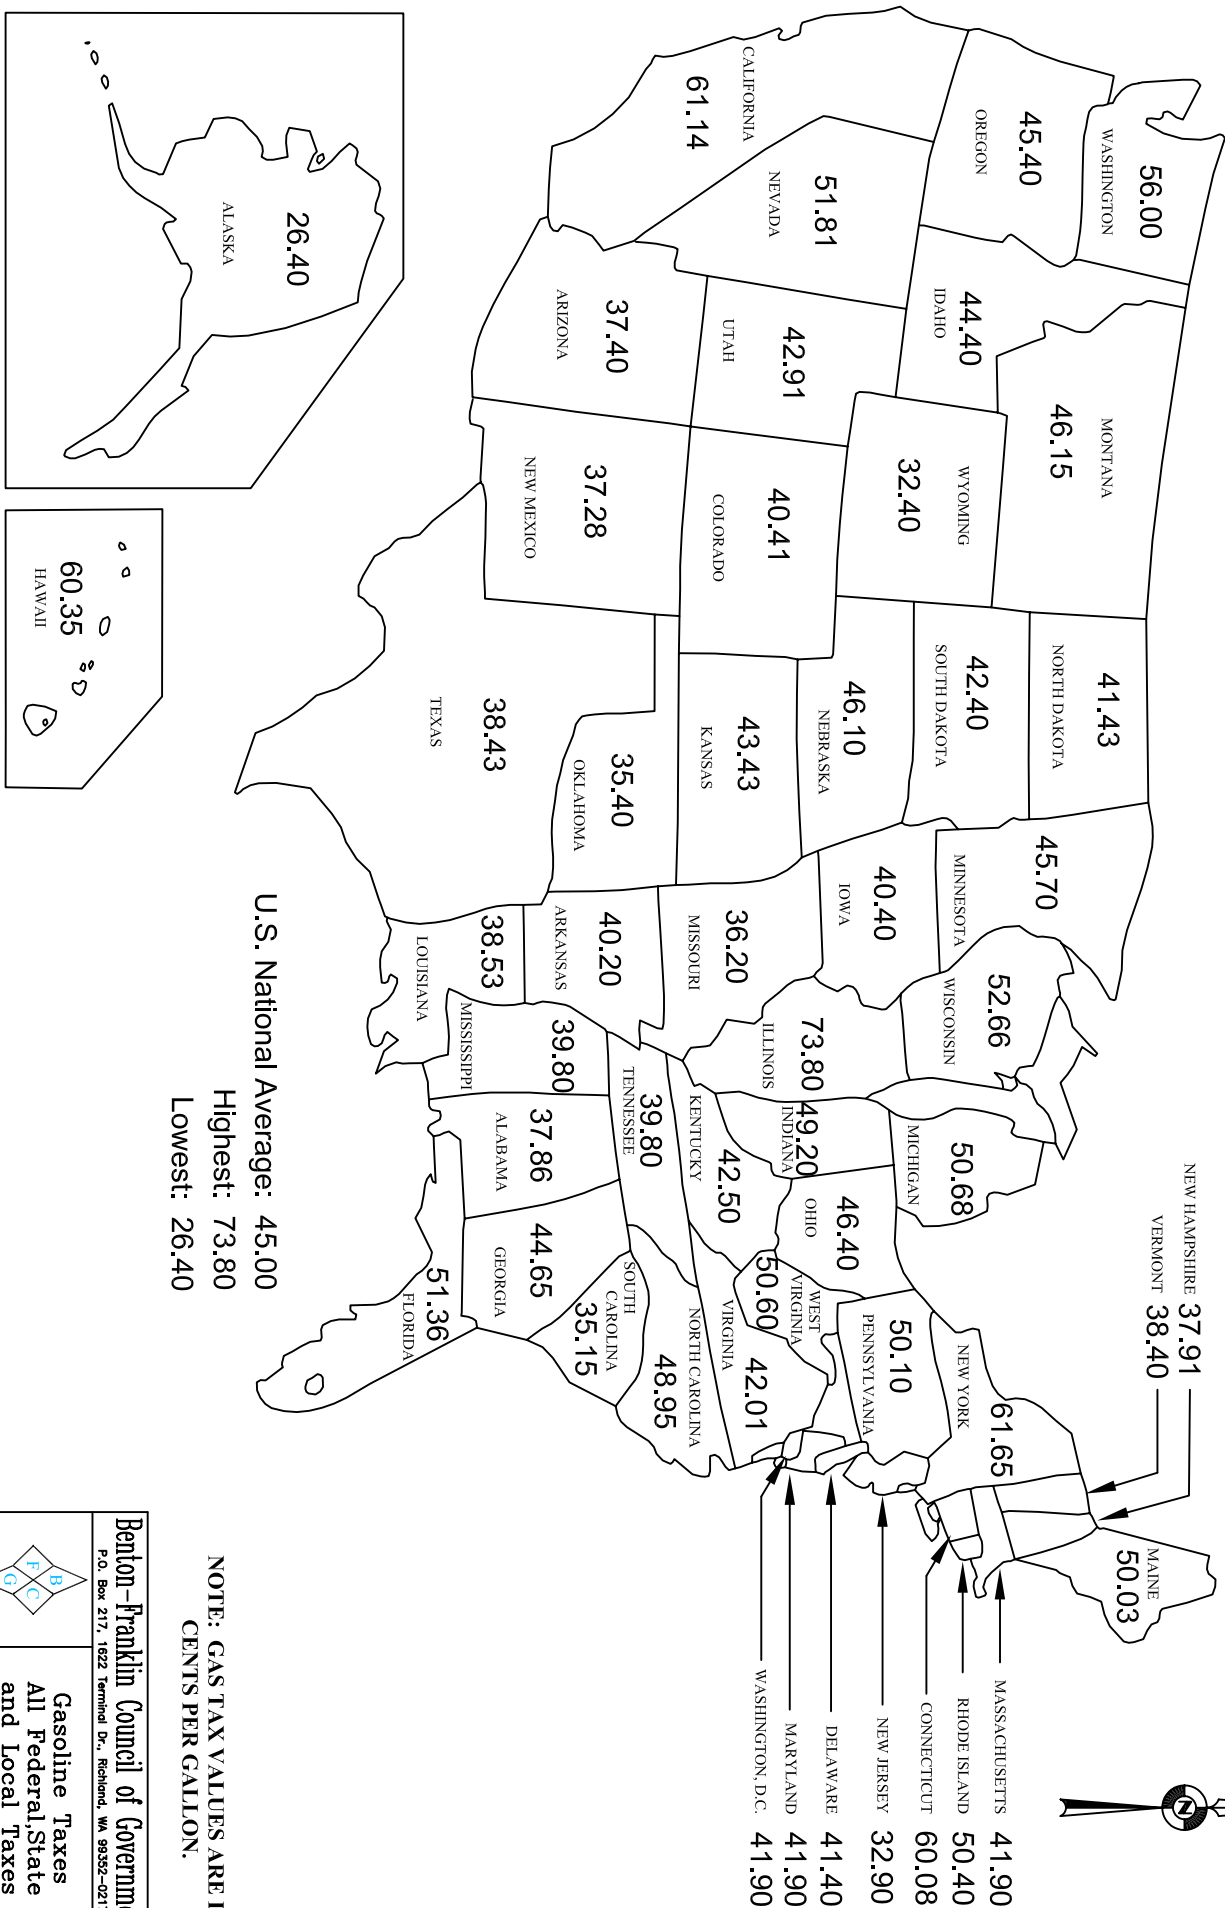 WASHINGTON
56.00
OREGON
45.40
CALIFORNIA
61.14
NEVADA
51.81
IDAHO
44.40
MONTANA
46.15
WYOMING
32.40
UTAH
42.91
ARIZONA
37.40
COLORADO
40.41
NEW MEXICO
37.28
NORTH DAKOTA
41.43
SOUTH DAKOTA
42.40
NEBRASKA
46.10
KANSAS
43.43
OKLAHOMA
35.40
TEXAS
38.43
MINNESOTA
45.70
IOWA
40.40
MISSOURI
36.20
ARKANSAS
40.20
LOUISIANA
38.53
WISCONSIN
52.66
ILLINOIS
73.80
MICHIGAN
50.68
INDIANA
49.20
OHIO
46.40
KENTUCKY
42.50
TENNESSEE
39.80
MISSISSIPPI
39.80
ALABAMA
37.86
GEORGIA
44.65
FLORIDA
51.36
SOUTH
CAROLINA
35.15
NORTH CAROLINA
48.95
VIRGINIA
42.01
WEST
VIRGINIA
50.60
PENNSYLVANIA
50.10
NEW YORK
61.65
MAINE
50.03
NEW HAMPSHIRE 37.91
VERMONT 38.40
MASSACHUSETTS 41.90
RHODE ISLAND 50.40
CONNECTICUT 60.08
NEW JERSEY 32.90
DELAWARE 41.40
MARYLAND 41.90
WASHINGTON, D.C. 41.90
ALASKA
26.40
HAWAII
60.35
U.S. National Average: 45.00
Highest: 73.80
Lowest: 26.40
N
NOTE: GAS TAX VALUES ARE
CENTS PER GALLON.
Benton-Franklin Council of
P.O. Box 217, 1622 Terminal Dr., Richland, WA
B
F C
G
Gasoline Taxes
All Federal,State
and Local Taxes